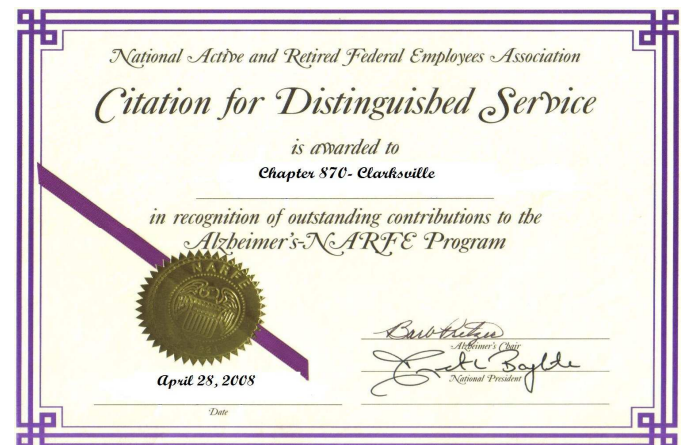 National Active and Retired Federal Employees Association
Citation for Distinguished Service
is awarded to
Chapter 870- Clarksville
in recognition of outstanding contributions to the
Alzheimer's-NARFE Program
NARFE
Alzheimer's Chair
National President
April 28, 2008
Date